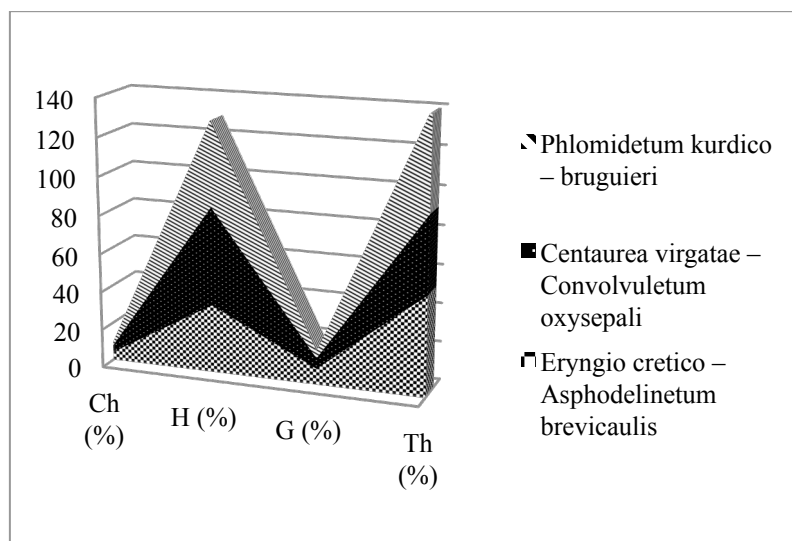 140
120
100
80
60
40
20
0
Ch
(%)
H (%)
G (%)
Th
(%)
Phlomidetum kurdico
– bruguieri
Centaurea virgatae –
Convolvuletum
oxysepali
Eryngio cretico –
Asphodelinetum
brevicaulis